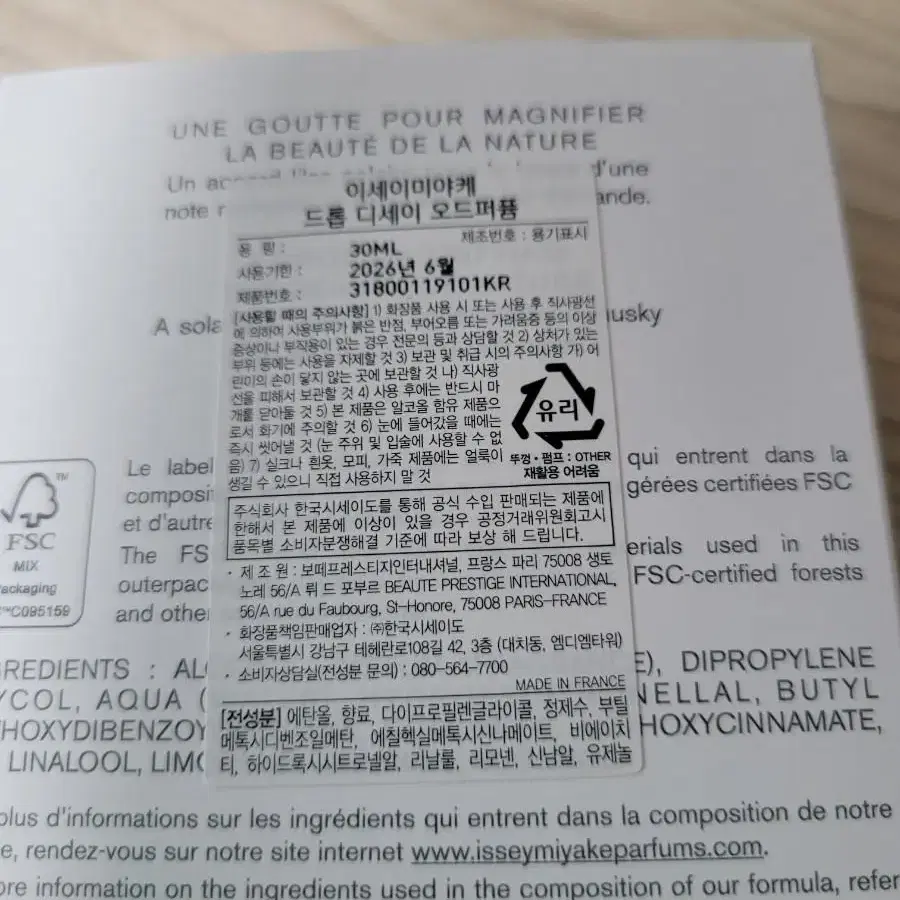 UNE GOUTTE POUR MAGNIFIER
LA BEAUTÉ DE LA NATURE
Un d'une
note ande.
A sola usky
이세이미야케
드롭 디세이 오드퍼퓸
용 량 : 30ML 제조번호 : 용기표시
사용기한 : 2026년 6월
제품번호 : 31800119101KR
[사용할 때의 주의사항] 1) 화장품 사용 시 또는 사용 후 직사광선
에 의하여 사용부위가 붉은 반점, 부어오름 또는 가려움증 등의 이상
증상이나 부작용이 있는 경우 전문의 등과 상담할 것 2) 상처가 있는
부위 등에는 사용을 자제할 것 3) 보관 및 취급 시의 주의사항 가) 어
린이의 손이 닿지 않는 곳에 보관할 것 나) 직사광
선을 피해서 보관할 것 4) 사용 후에는 반드시 마
개를 닫아둘 것 5) 본 제품은 알코올 함유 제품으
로서 화기에 주의할 것 6) 눈에 들어갔을 때에는
즉시 씻어낼 것 (눈 주위 및 입술에 사용할 수 없
음) 7) 실크나 흰옷, 모피, 가죽 제품에는 얼룩이
생길 수 있으니 직접 사용하지 말 것
유리
뚜껑•펌프 : OTHER
재활용 어려움
주식회사 한국시세이도를 통해 공식 수입 판매되는 제품에
한해서 본 제품에 이상이 있을 경우 공정거래위원회고시
품목별 소비자분쟁해결 기준에 따라 보상 해 드립니다.
• 제 조 원 : 보떼프레스티지인터내셔널, 프랑스 파리 75008 생토
노레 56/A 뤼 드 포부르 BEAUTE PRESTIGE INTERNATIONAL,
56/A rue du Faubourg, St-Honore, 75008 PARIS-FRANCE
• 화장품책임판매업자 : ㈜한국시세이도
서울특별시 강남구 테헤란로108길 42, 3층 (대치동, 엠디엠타워)
• 소비자상담실(전성분 문의) : 080-564-7700
MADE IN FRANCE
[전성분] 에탄올, 향료, 다이프로필렌글라이콜, 정제수, 부틸
메톡시디벤조일메탄, 에칠헥실메톡시신나메이트, 비에이치
티, 하이드록시시트로넬알, 리날룰, 리모넨, 신남알, 유제놀
FSC
MIX
ackaging
™C095159
Le label qui entrent dans la
composi gérées certifiées FSC
et d'autre
The FS erials used in this
outerpac FSC-certified forests
and othe
GREDIENTS : AL E), DIPROPYLENE
YCOL, AQUA ( NELLAL, BUTYL
HOXYDIBENZOY HOXYCINNAMATE,
LINALOOL, LIMO
plus d'informations sur les ingrédients qui entrent dans la composition de notre
e, rendez-vous sur notre site internet www.isseymiyakeparfums.com.
ore information on the ingredients used in the composition of our formula, refer